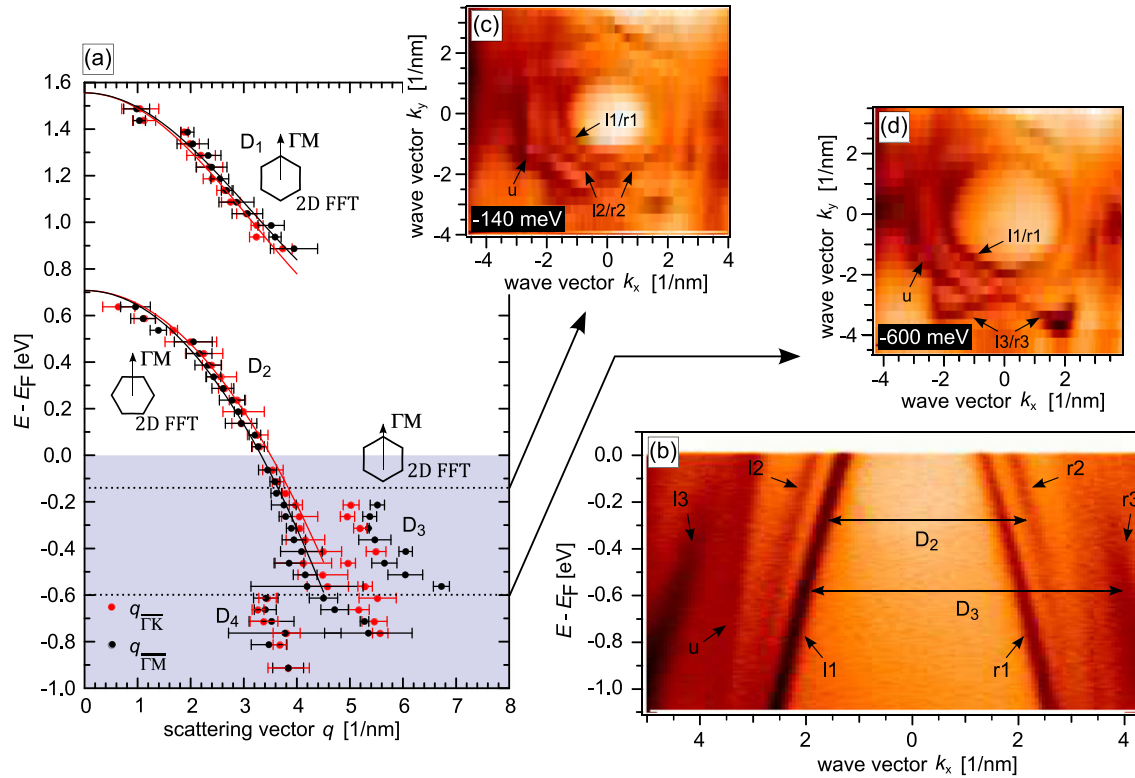 (a)
1.6
1.4
1.2
1.0
0.8
0.6
0.4
0.2
0.0
-0.2
-0.4
-0.6
-0.8
-1.0
E - EF [eV]
0 1 2 3 4 5 6 7 8
scattering vector q [1/nm]
D1
ΓM
2D FFT
D2
ΓM
2D FFT
ΓM
2D FFT
D3
D4
qΓK
qΓM
(c)
wave vector ky [1/nm]
4
2
0
-2
-4
-4 -2 0 2 4
wave vector kx [1/nm]
l1/r1
u
l2/r2
-140 meV
(d)
wave vector ky [1/nm]
4
2
0
-2
-4
-4 -2 0 2
wave vector kx [1/nm]
l1/r1
u
l3/r3
-600 meV
(b)
E - EF [eV]
0.0
-0.2
-0.4
-0.6
-0.8
-1.0
l2
r2
l3
r3
D2
D3
u
l1
r1
4 2 0 2 4
wave vector kx [1/nm]